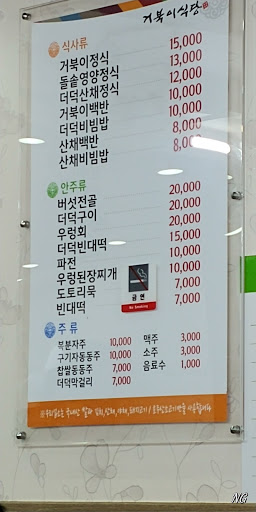 거북이식당
식사류
거북이정식 15,000
돌솥영양정식 13,000
더덕산채정식 12,000
거북이백반 10,000
더덕비빔밥 10,000
산채백반 8,000
산채비빔밥 8,000
안주류
버섯전골 20,000
더덕구이 20,000
우렁회 20,000
더덕빈대떡 15,000
파전 10,000
우렁된장찌개 10,000
도토리묵 7,000
빈대떡 7,000
금연
No Smoking
주 류
복분자주 10,000 맥주 3,000
구기자동동주 10,000 소주 3,000
찹쌀동동주 7,000 음료수 1,000
더덕막걸리 7,000
NG